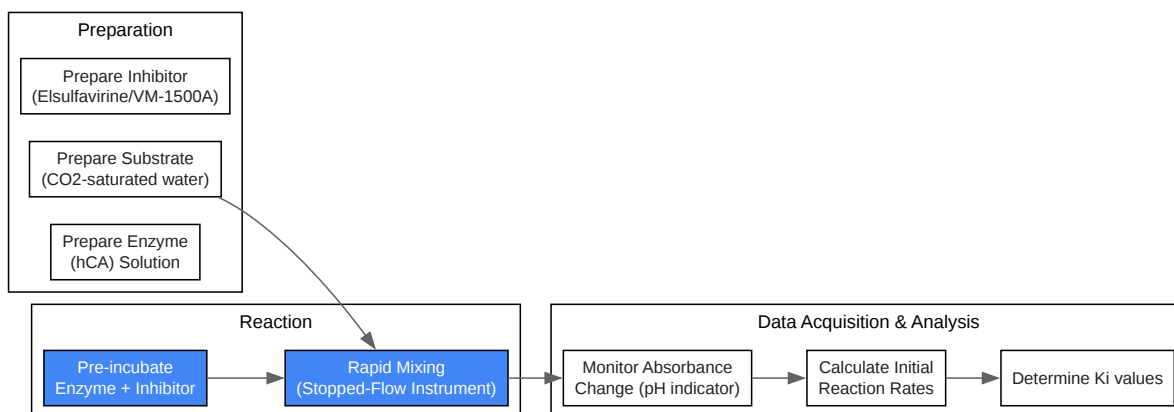 Preparation
Prepare Inhibitor
(Elsulfavirine/VM-1500A)
Prepare Substrate
(CO2-saturated water)
Prepare Enzyme
(hCA) Solution
Reaction
Pre-incubate
Enzyme + Inhibitor
Rapid Mixing
(Stopped-Flow Instrument)
Data Acquisition & Analysis
Monitor Absorbance
Change (pH indicator)
Calculate Initial
Reaction Rates
Determine Ki values